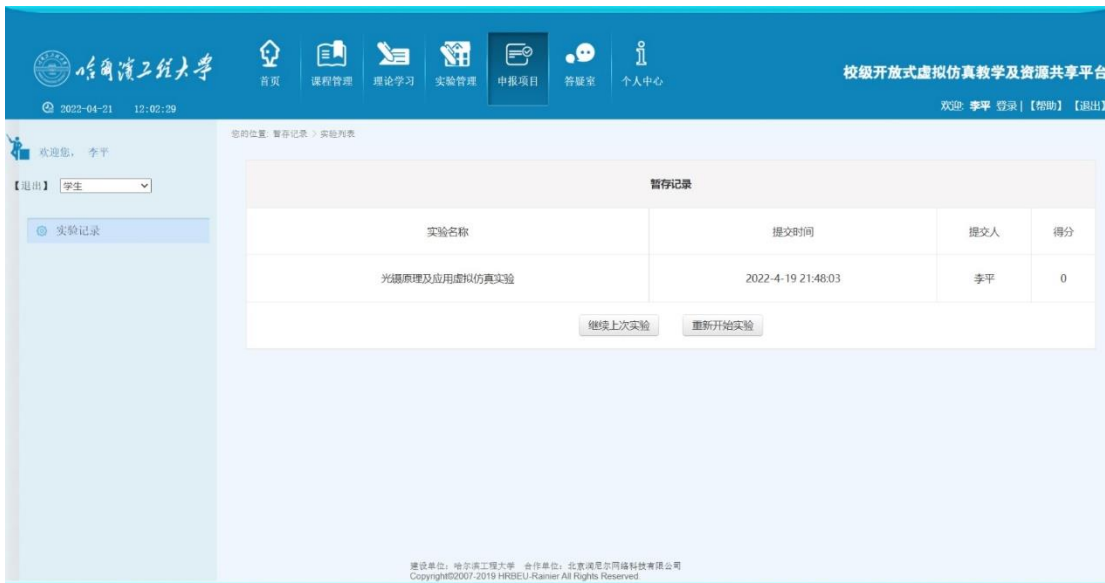 哈尔滨工程大学
首页 课程管理 理论学习 实验管理 申报项目 答疑室 个人中心
校级开放式虚拟仿真教学及资源共享平台
2022-04-21 12:02:29
欢迎: 李平 登录 | 【帮助】 【退出】
您的位置: 暂存记录 > 实验列表
欢迎您, 李平
【退出】 学生
实验记录
暂存记录
实验名称 提交时间 提交人 得分
光镊原理及应用虚拟仿真实验 2022-4-19 21:48:03 李平 0
继续上次实验 重新开始实验
建设单位: 哈尔滨工程大学 合作单位: 北京润尼尔网络科技有限公司
Copyright©2007-2019 HRBEU-Rainier All Rights Reserved.